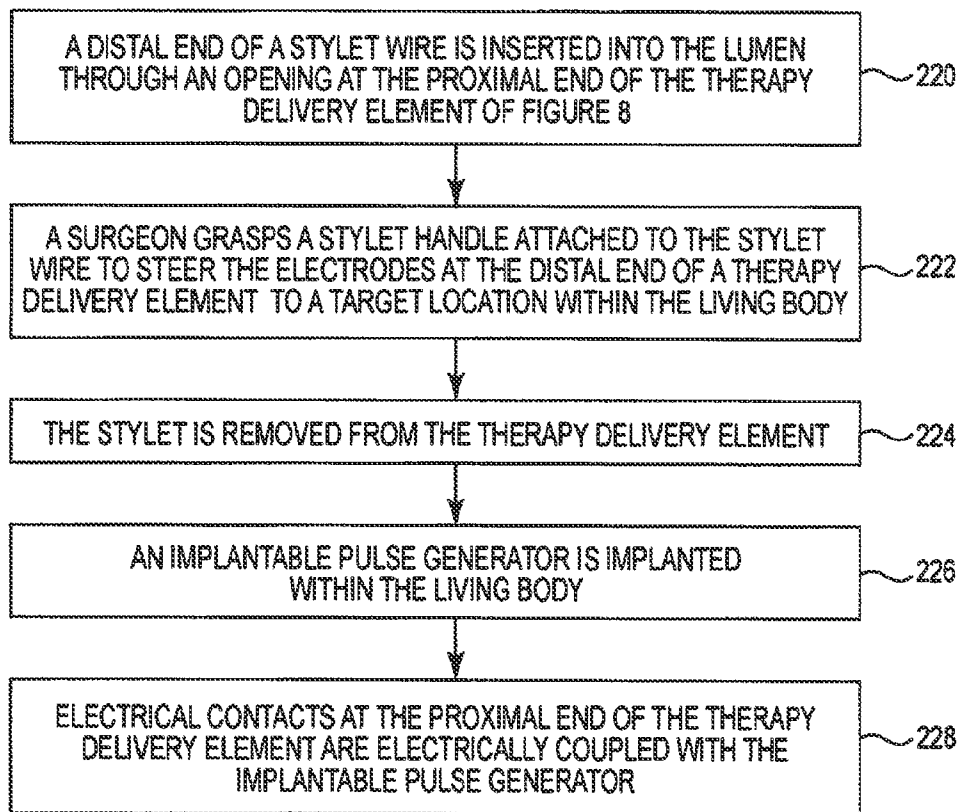 A DISTAL END OF A STYLET WIRE IS INSERTED INTO THE LUMEN
THROUGH AN OPENING AT THE PROXIMAL END OF THE THERAPY
DELIVERY ELEMENT OF FIGURE 8
220
A SURGEON GRASPS A STYLET HANDLE ATTACHED TO THE STYLET
WIRE TO STEER THE ELECTRODES AT THE DISTAL END OF A THERAPY
DELIVERY ELEMENT TO A TARGET LOCATION WITHIN THE LIVING BODY
222
THE STYLET IS REMOVED FROM THE THERAPY DELIVERY ELEMENT
224
AN IMPLANTABLE PULSE GENERATOR IS IMPLANTED
WITHIN THE LIVING BODY
226
ELECTRICAL CONTACTS AT THE PROXIMAL END OF THE THERAPY
DELIVERY ELEMENT ARE ELECTRICALLY COUPLED WITH THE
IMPLANTABLE PULSE GENERATOR
228